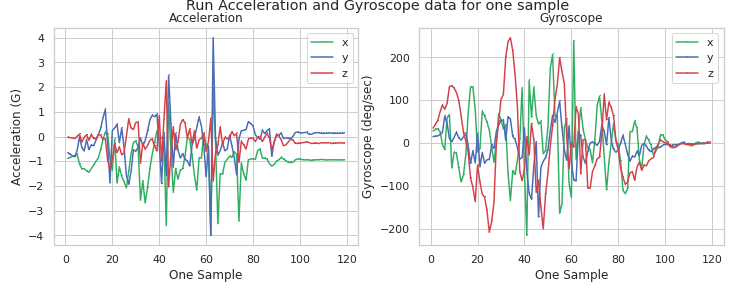 Run Acceleration and Gyroscope data for one sample
Acceleration
Acceleration (G)
4
3
2
1
0
−1
−2
−3
−4
x
y
z
0 20 40 60 80 100 120
One Sample
Gyroscope
Gyroscope (deg/sec)
200
100
0
−100
−200
x
y
z
0 20 40 60 80 100 120
One Sample